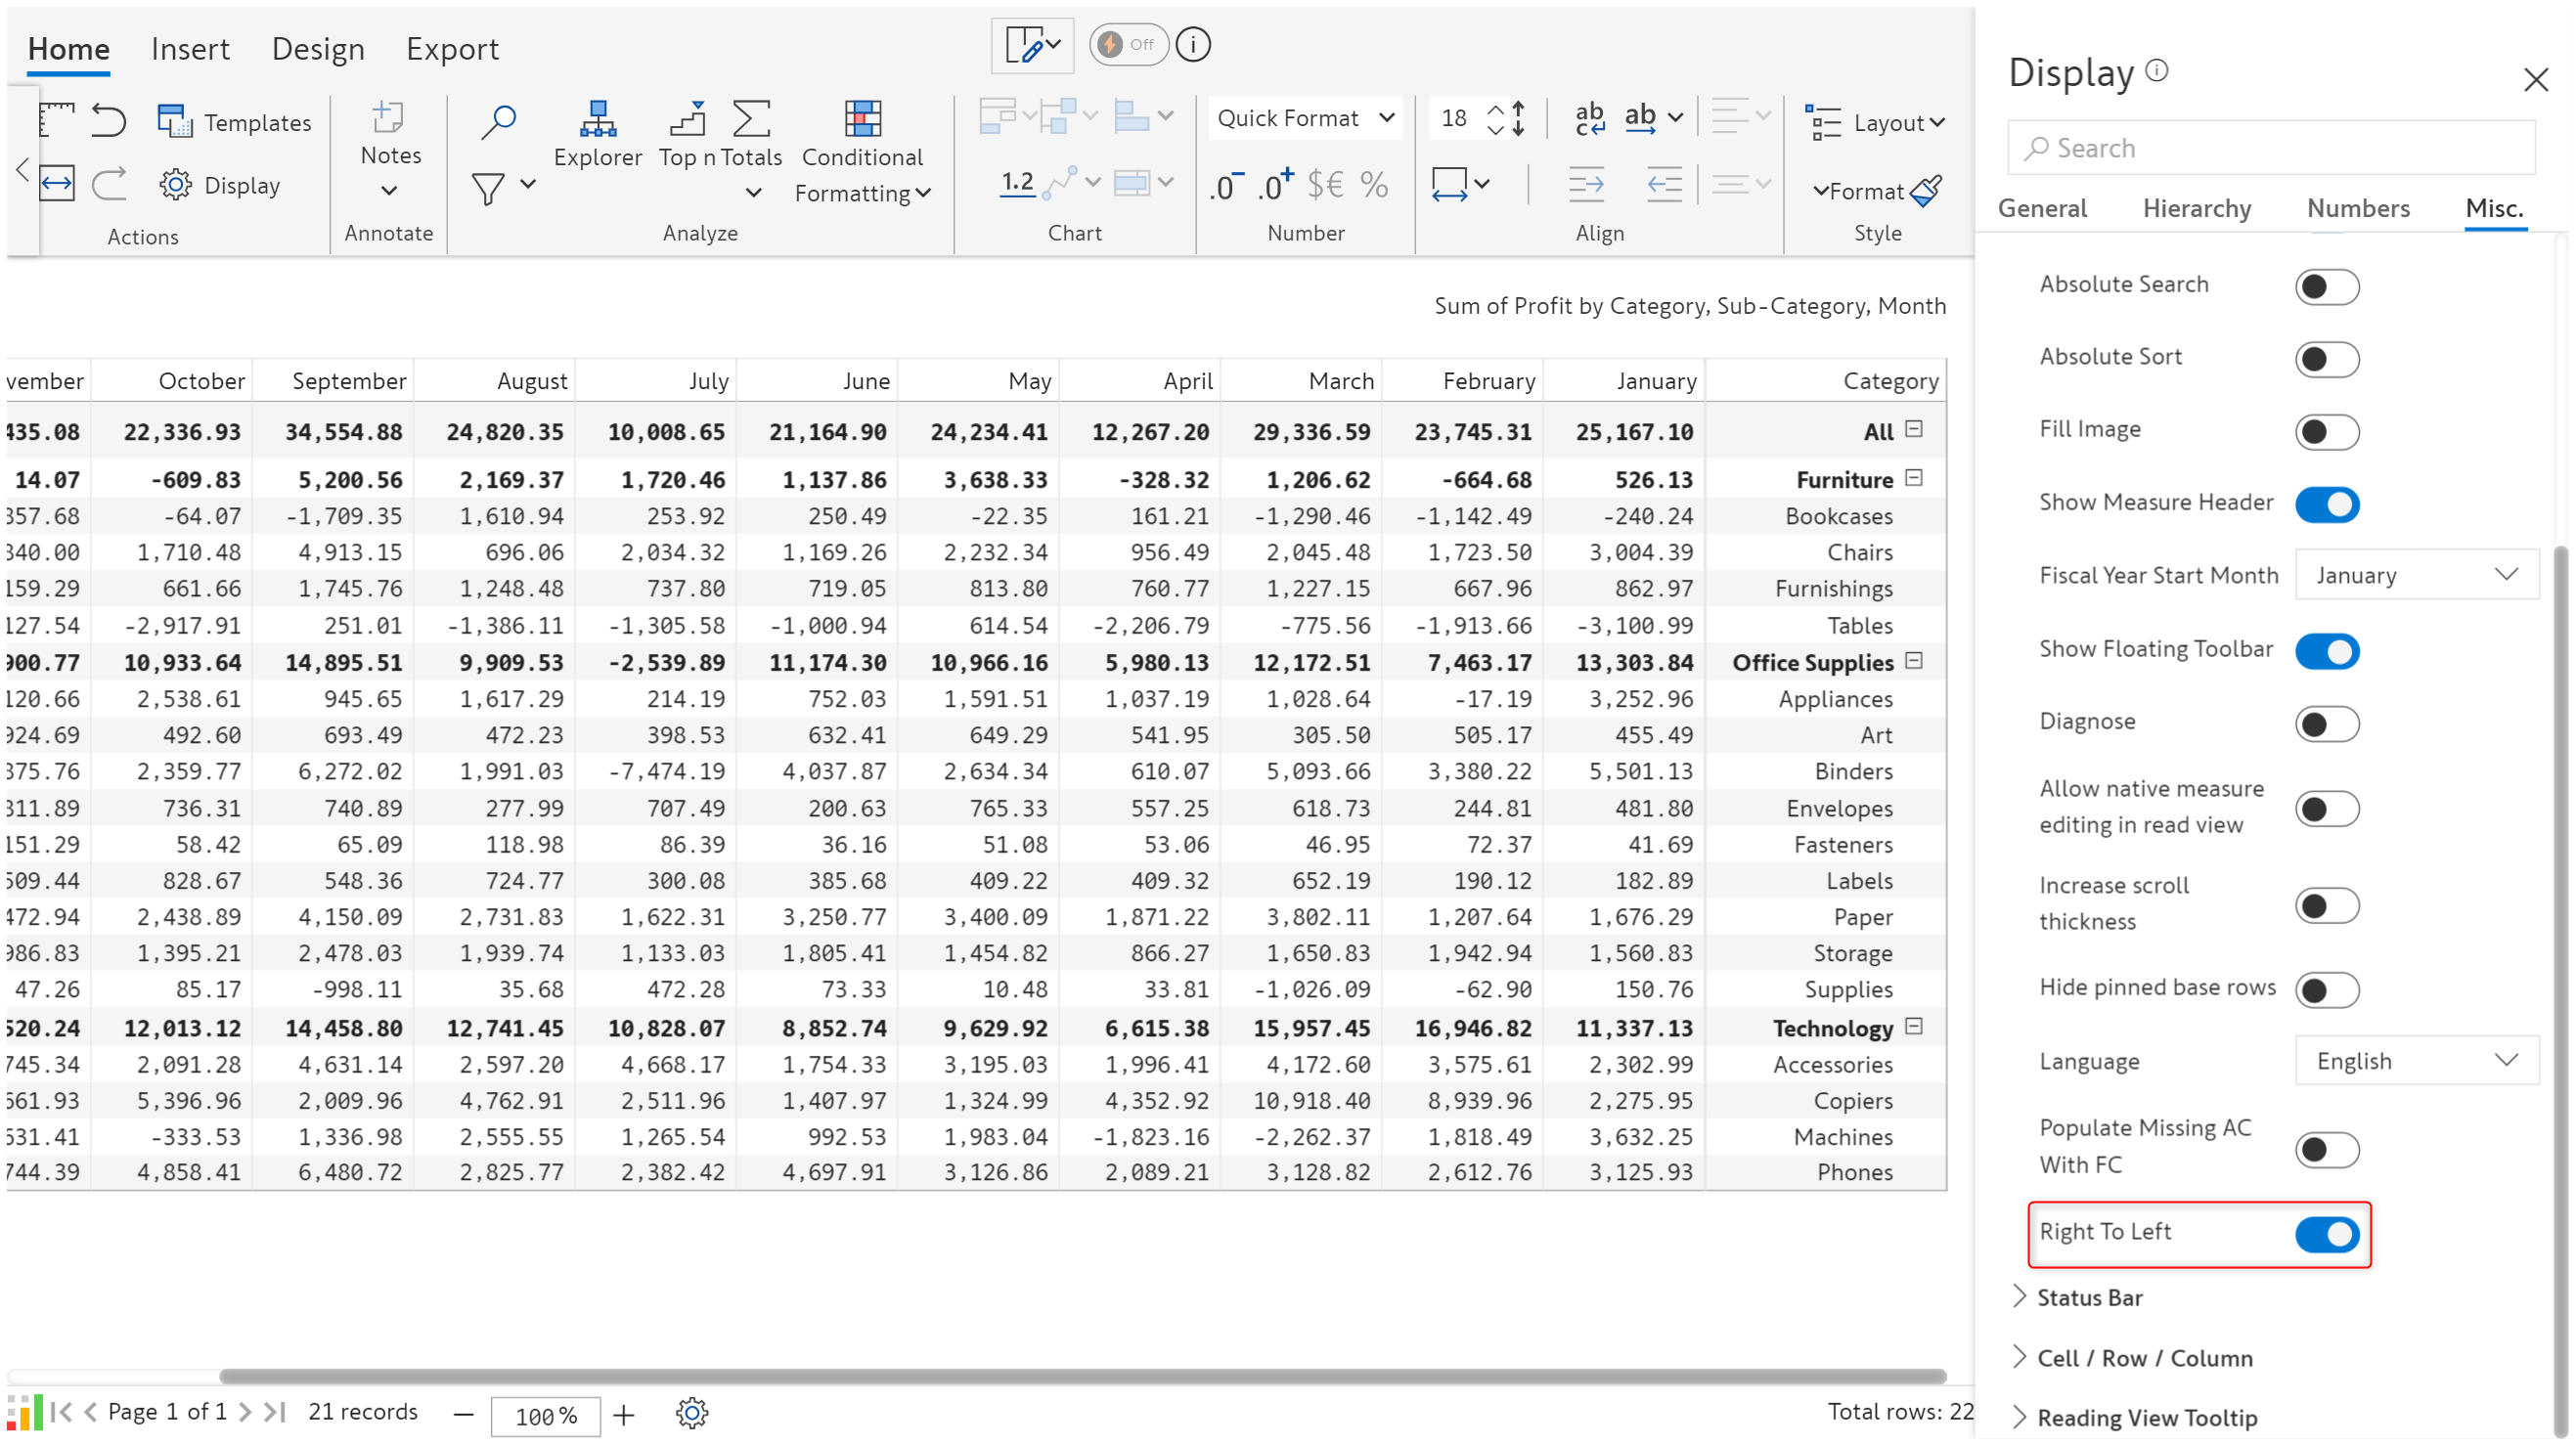 Home Insert Design Export
Off
Templates
Display
Actions
Notes
Annotate
Explorer Top n Totals Conditional Formatting
Analyze
1.2
Chart
Quick Format
.0- .0+ $€ %
Number
18
ab c ab
Align
Layout
Format
Style
Sum of Profit by Category, Sub-Category, Month
vember October September August July June May April March February January Category
435.08 22,336.93 34,554.88 24,820.35 10,008.65 21,164.90 24,234.41 12,267.20 29,336.59 23,745.31 25,167.10 All
14.07 -609.83 5,200.56 2,169.37 1,720.46 1,137.86 3,638.33 -328.32 1,206.62 -664.68 526.13 Furniture
857.68 -64.07 -1,709.35 1,610.94 253.92 250.49 -22.35 161.21 -1,290.46 -1,142.49 -240.24 Bookcases
840.00 1,710.48 4,913.15 696.06 2,034.32 1,169.26 2,232.34 956.49 2,045.48 1,723.50 3,004.39 Chairs
159.29 661.66 1,745.76 1,248.48 737.80 719.05 813.80 760.77 1,227.15 667.96 862.97 Furnishings
127.54 -2,917.91 251.01 -1,386.11 -1,305.58 -1,000.94 614.54 -2,206.79 -775.56 -1,913.66 -3,100.99 Tables
900.77 10,933.64 14,895.51 9,909.53 -2,539.89 11,174.30 10,966.16 5,980.13 12,172.51 7,463.17 13,303.84 Office Supplies
120.66 2,538.61 945.65 1,617.29 214.19 752.03 1,591.51 1,037.19 1,028.64 -17.19 3,252.96 Appliances
924.69 492.60 693.49 472.23 398.53 632.41 649.29 541.95 305.50 505.17 455.49 Art
875.76 2,359.77 6,272.02 1,991.03 -7,474.19 4,037.87 2,634.34 610.07 5,093.66 3,380.22 5,501.13 Binders
811.89 736.31 740.89 277.99 707.49 200.63 765.33 557.25 618.73 244.81 481.80 Envelopes
151.29 58.42 65.09 118.98 86.39 36.16 51.08 53.06 46.95 72.37 41.69 Fasteners
509.44 828.67 548.36 724.77 300.08 385.68 409.22 409.32 652.19 190.12 182.89 Labels
472.94 2,438.89 4,150.09 2,731.83 1,622.31 3,250.77 3,400.09 1,871.22 3,802.11 1,207.64 1,676.29 Paper
986.83 1,395.21 2,478.03 1,939.74 1,133.03 1,805.41 1,454.82 866.27 1,650.83 1,942.94 1,560.83 Storage
47.26 85.17 -998.11 35.68 472.28 73.33 10.48 33.81 -1,026.09 -62.90 150.76 Supplies
520.24 12,013.12 14,458.80 12,741.45 10,828.07 8,852.74 9,629.92 6,615.38 15,957.45 16,946.82 11,337.13 Technology
745.34 2,091.28 4,631.14 2,597.20 4,668.17 1,754.33 3,195.03 1,996.41 4,172.60 3,575.61 2,302.99 Accessories
661.93 5,396.96 2,009.96 4,762.91 2,511.96 1,407.97 1,324.99 4,352.92 10,918.40 8,939.96 2,275.95 Copiers
631.41 -333.53 1,336.98 2,555.55 1,265.54 992.53 1,983.04 -1,823.16 -2,262.37 1,818.49 3,632.25 Machines
744.39 4,858.41 6,480.72 2,825.77 2,382.42 4,697.91 3,126.86 2,089.21 3,128.82 2,612.76 3,125.93 Phones
Page 1 of 1 21 records 100% Total rows: 22
Display
Search
General Hierarchy Numbers Misc.
Absolute Search
Absolute Sort
Fill Image
Show Measure Header
Fiscal Year Start Month January
Show Floating Toolbar
Diagnose
Allow native measure
editing in read view
Increase scroll
thickness
Hide pinned base rows
Language English
Populate Missing AC
With FC
Right To Left
Status Bar
Cell / Row / Column
Reading View Tooltip